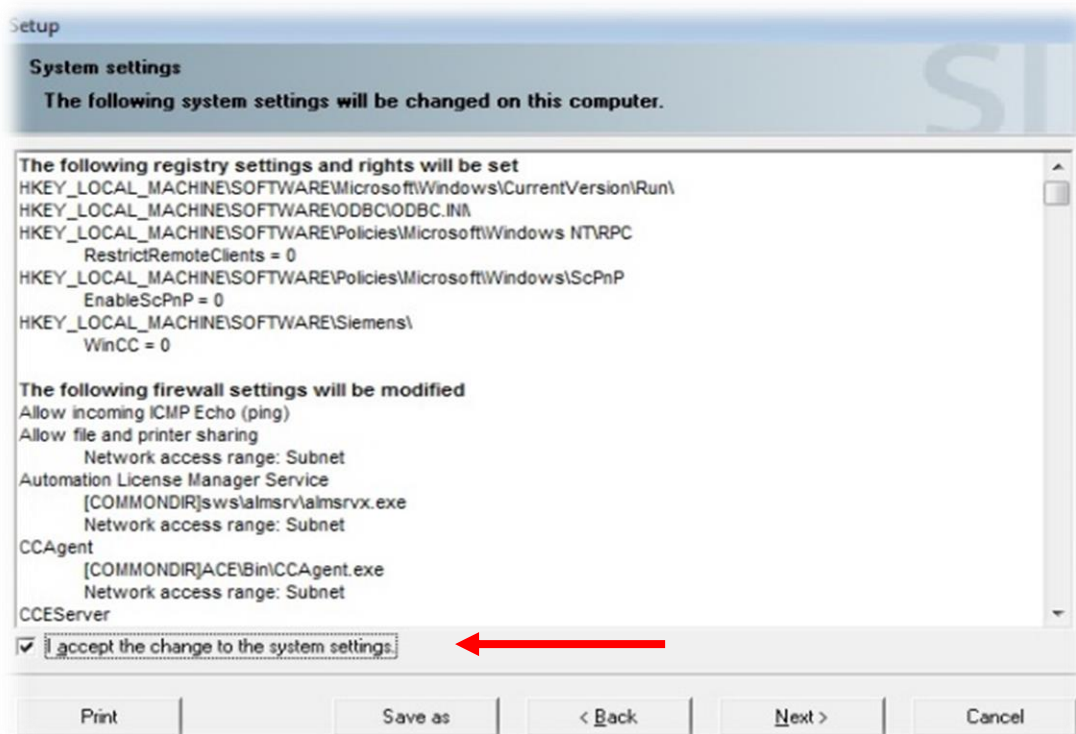 Setup
System settings
The following system settings will be changed on this computer.
SI
The following registry settings and rights will be set
HKEY_LOCAL_MACHINE\SOFTWARE\Microsoft\Windows\CurrentVersion\Run\
HKEY_LOCAL_MACHINE\SOFTWARE\ODBC\ODBC.INI\
HKEY_LOCAL_MACHINE\SOFTWARE\Policies\Microsoft\Windows NT\RPC
RestrictRemoteClients = 0
HKEY_LOCAL_MACHINE\SOFTWARE\Policies\Microsoft\Windows\ScPnP
EnableScPnP = 0
HKEY_LOCAL_MACHINE\SOFTWARE\Siemens\
WinCC = 0
The following firewall settings will be modified
Allow incoming ICMP Echo (ping)
Allow file and printer sharing
Network access range: Subnet
Automation License Manager Service
[COMMONDIR]sws\almsrv\almsrvx.exe
Network access range: Subnet
CCAgent
[COMMONDIR]ACE\Bin\CCAgent.exe
Network access range: Subnet
CCEServer
I accept the change to the system settings.
Print Save as < Back Next > Cancel